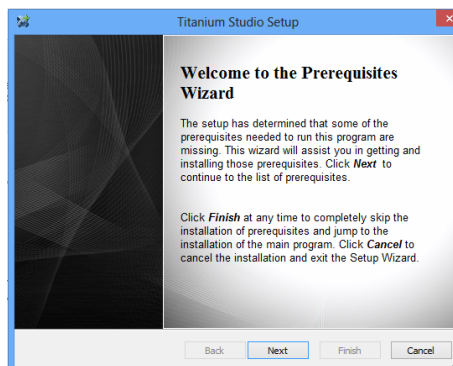 Titanium Studio Setup
Welcome to the Prerequisites
Wizard
The setup has determined that some of the
prerequisites needed to run this program are
missing. This wizard will assist you in getting and
installing those prerequisites. Click Next to
continue to the list of prerequisites.
Click Finish at any time to completely skip the
installation of prerequisites and jump to the
installation of the main program. Click Cancel to
cancel the installation and exit the Setup Wizard.
Back Next Finish Cancel